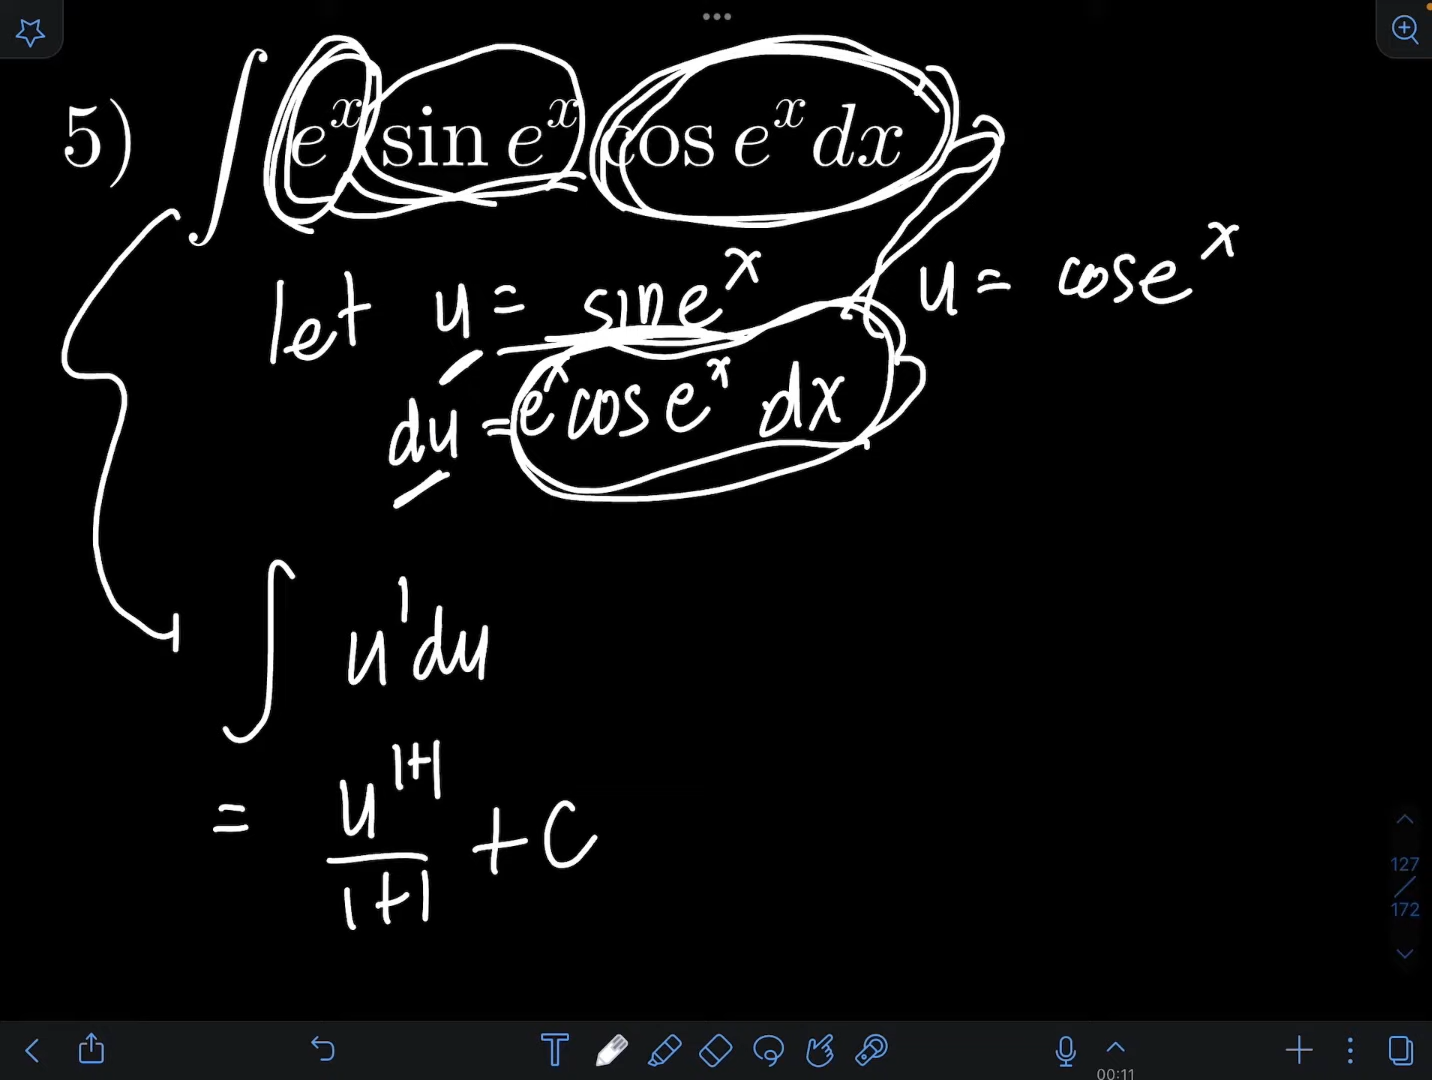 5) ∫ e^x sin e^x cos e^x dx
let u = sin e^x    u = cos e^x
du = e^x cos e^x dx
∫ u^1 du
= u^(1+1)/(1+1) + C
127
172
T
00:11